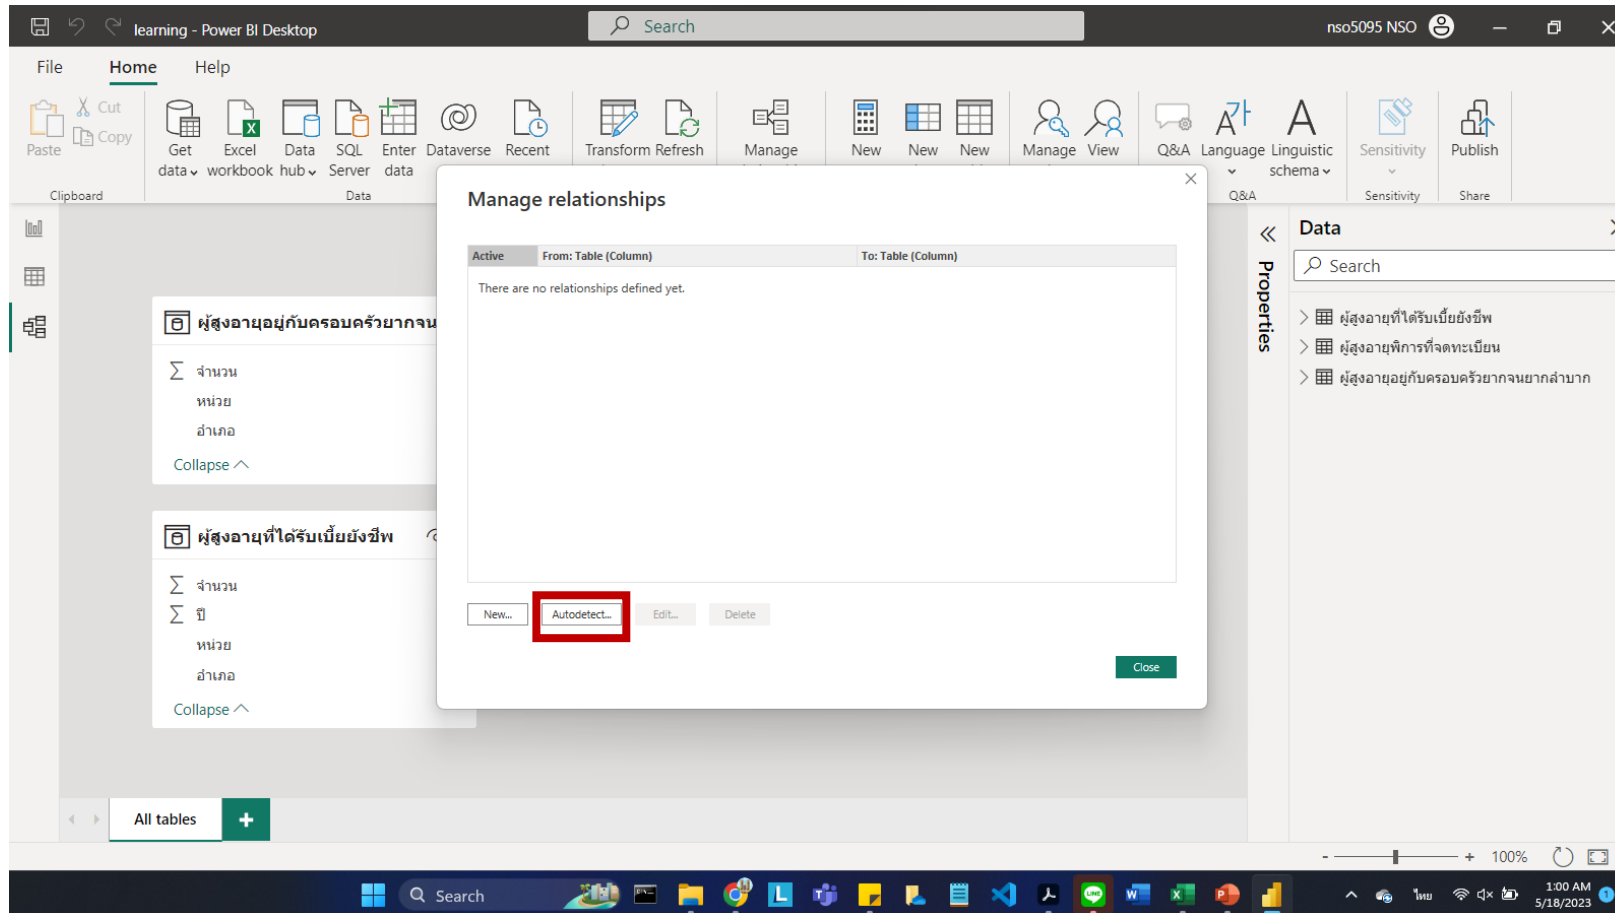 learning - Power BI Desktop
Search
nso5095 NSO
File Home Help
Paste
Cut
Copy
Clipboard
Get data
Excel workbook
Data hub
SQL Server
Enter data
Dataverse
Recent
Data
Transform
Refresh
Manage
New
New
New
Manage
View
Q&A
Language
Linguistic schema
Q&A
Sensitivity
Sensitivity
Publish
Share
Manage relationships
Active
From: Table (Column)
To: Table (Column)
There are no relationships defined yet.
New...
Autodetect...
Edit...
Delete
Close
ผู้สูงอายุอยู่กับครอบครัวยากจน
จำนวน
หน่วย
อำเภอ
Collapse
ผู้สูงอายุที่ได้รับเบี้ยยังชีพ
จำนวน
ปี
หน่วย
อำเภอ
Collapse
Properties
Data
Search
ผู้สูงอายุที่ได้รับเบี้ยยังชีพ
ผู้สูงอายุพิการที่จดทะเบียน
ผู้สูงอายุอยู่กับครอบครัวยากจนยากลำบาก
All tables
- + 100%
Search
ไทย
1:00 AM
5/18/2023
1